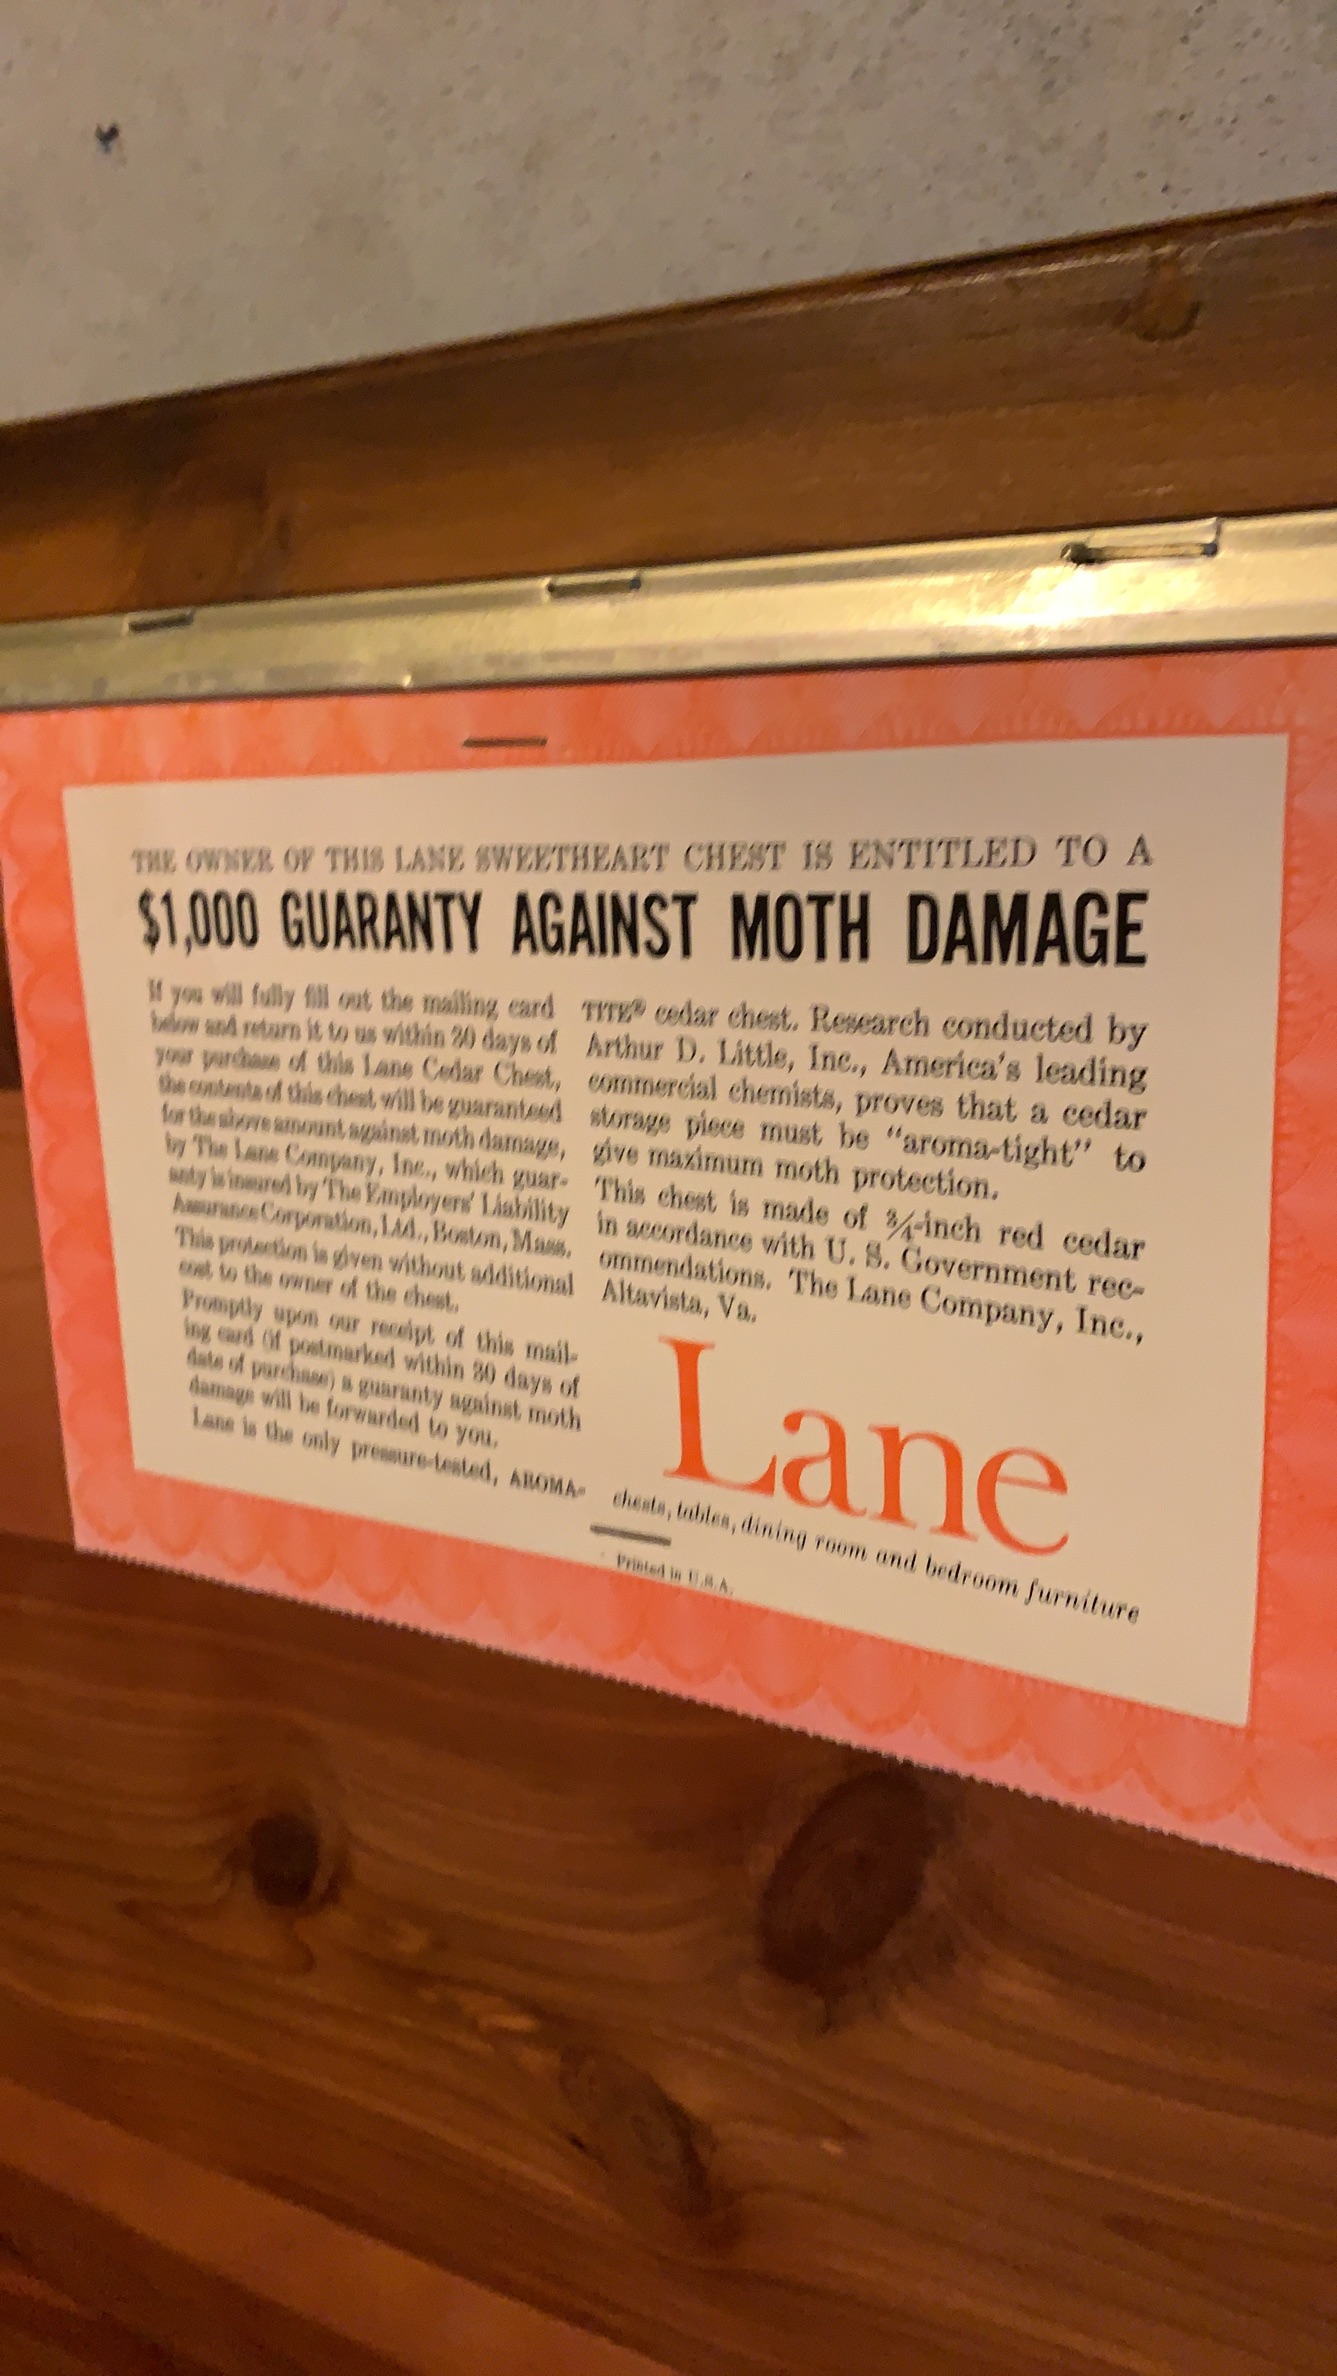 THE OWNER OF THIS LANE SWEETHEART CHEST IS ENTITLED TO A
$1,000 GUARANTY AGAINST MOTH DAMAGE
If you will fully fill out the mailing card
below and return it to us within 30 days of
your purchase of this Lane Cedar Chest,
the contents of this chest will be guaranteed
for the above amount against moth damage,
by The Lane Company, Inc., which guar-
anty is insured by The Employers' Liability
Assurance Corporation, Ltd., Boston, Mass.
This protection is given without additional
cost to the owner of the chest.
Promptly upon our receipt of this mail-
ing card (if postmarked within 30 days of
date of purchase) a guaranty against moth
damage will be forwarded to you.
Lane is the only pressure-tested, AROMA-
TITE® cedar chest. Research conducted by
Arthur D. Little, Inc., America's leading
commercial chemists, proves that a cedar
storage piece must be "aroma-tight" to
give maximum moth protection.
This chest is made of ¾-inch red cedar
in accordance with U. S. Government rec-
ommendations. The Lane Company, Inc.,
Altavista, Va.
Lane
chests, tables, dining room and bedroom furniture
Printed in U.S.A.